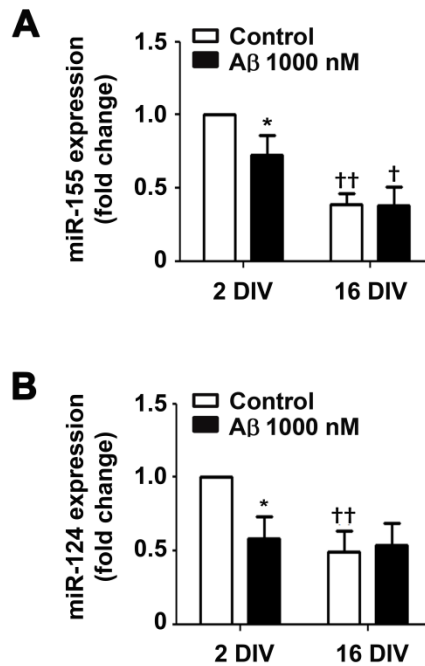 A
1.5
Control
Aβ 1000 nM
miR-155 expression
(fold change)
1.0
*
0.5
††
†
0
2 DIV
16 DIV
B
1.5
Control
Aβ 1000 nM
miR-124 expression
(fold change)
1.0
*
††
0.5
0
2 DIV
16 DIV